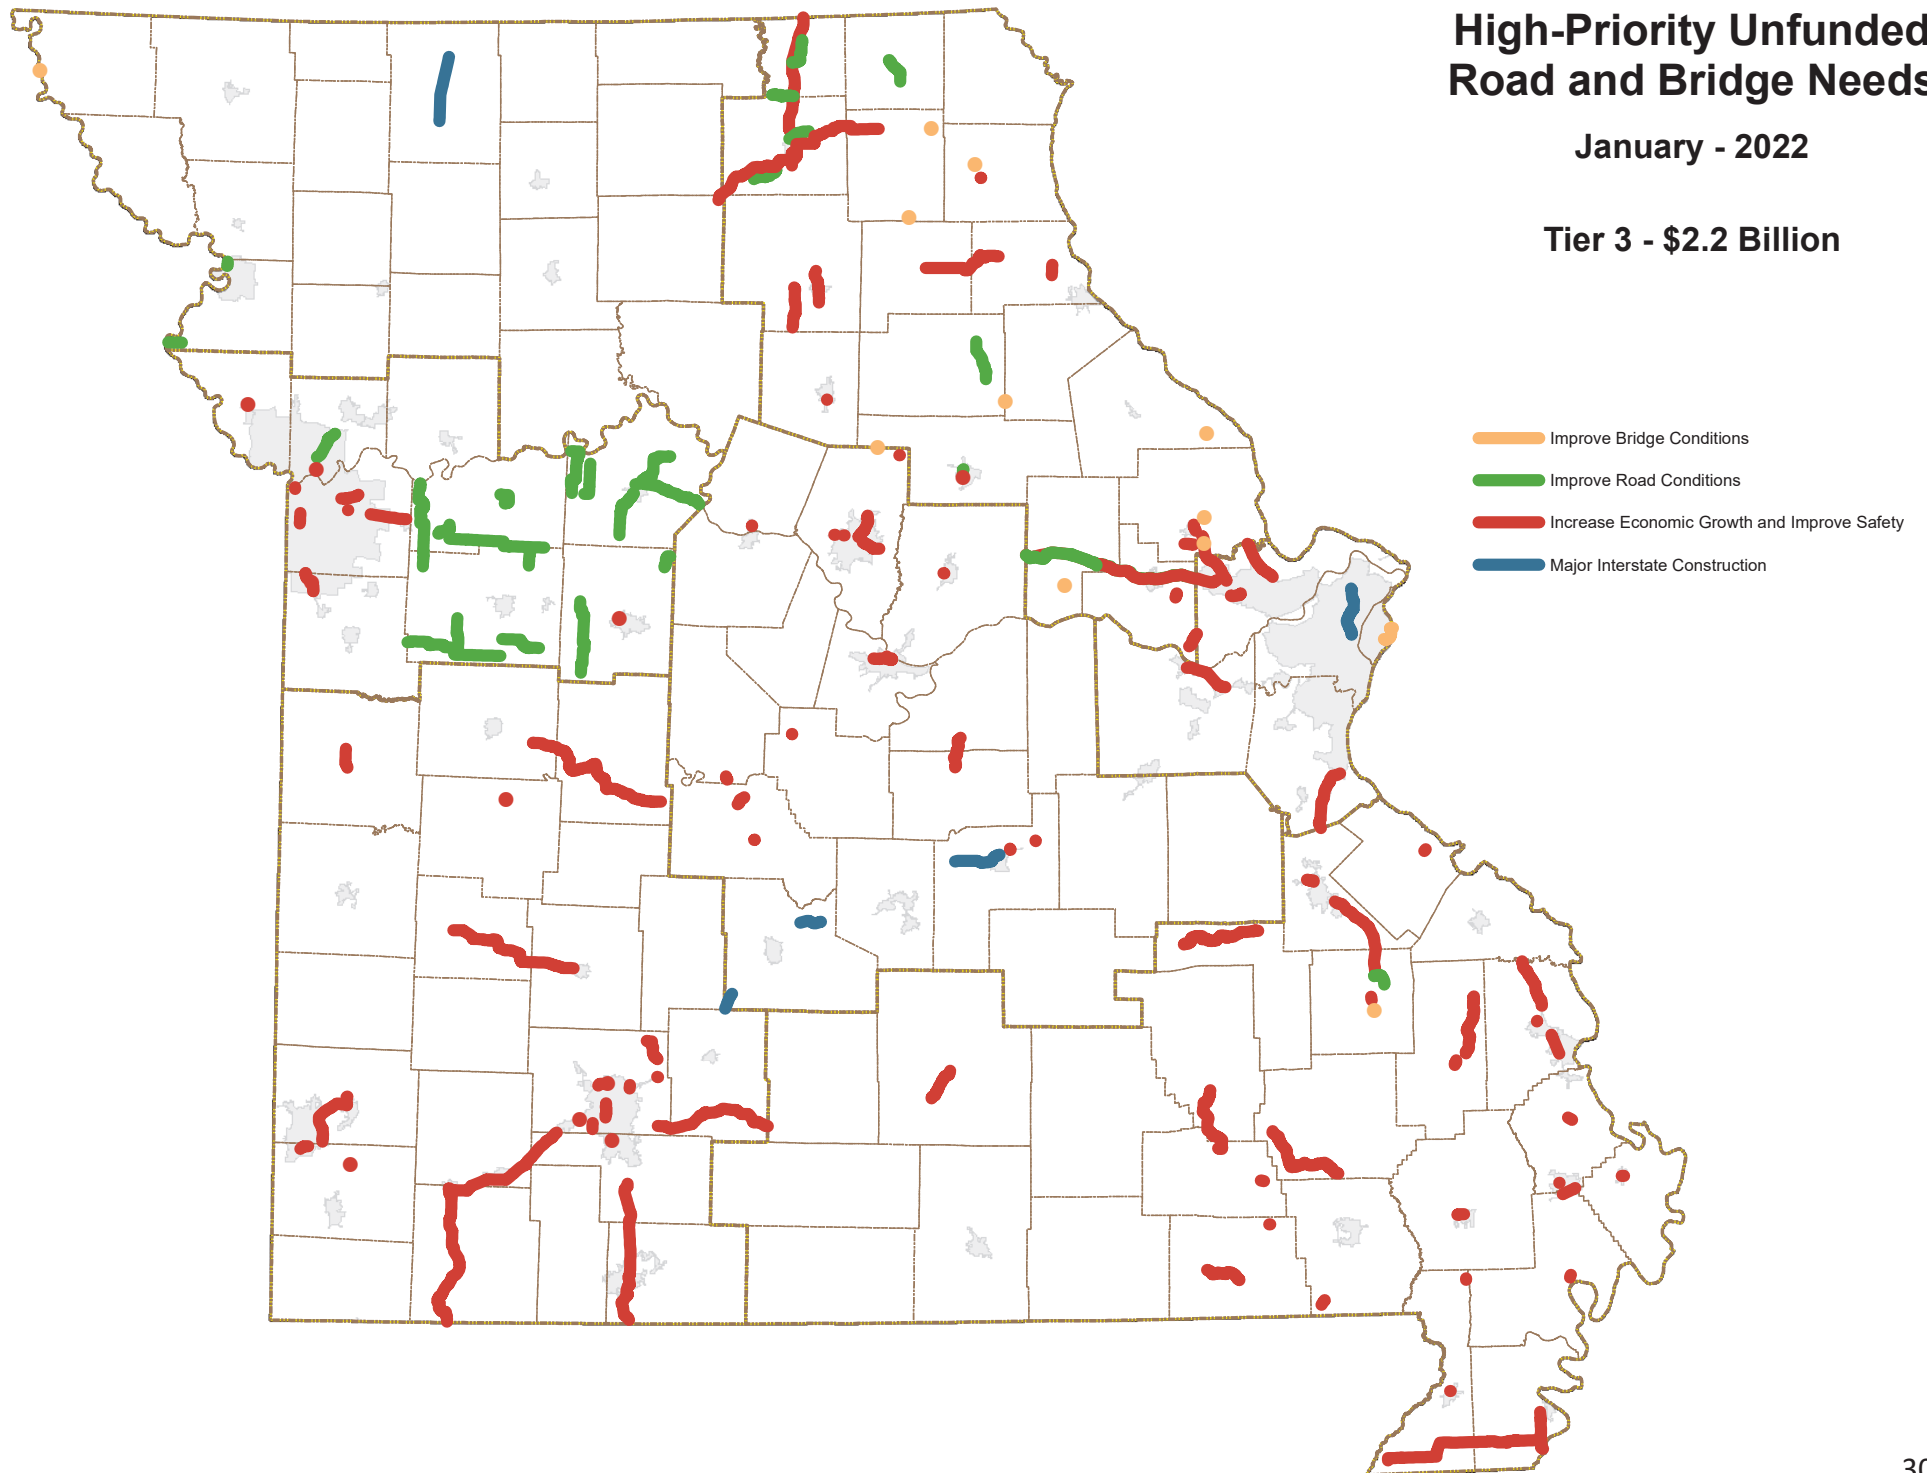 High-Priority Unfunded
Road and Bridge Needs
January - 2022
Tier 3 - $2.2 Billion
Improve Bridge Conditions
Improve Road Conditions
Increase Economic Growth and Improve Safety
Major Interstate Construction
30